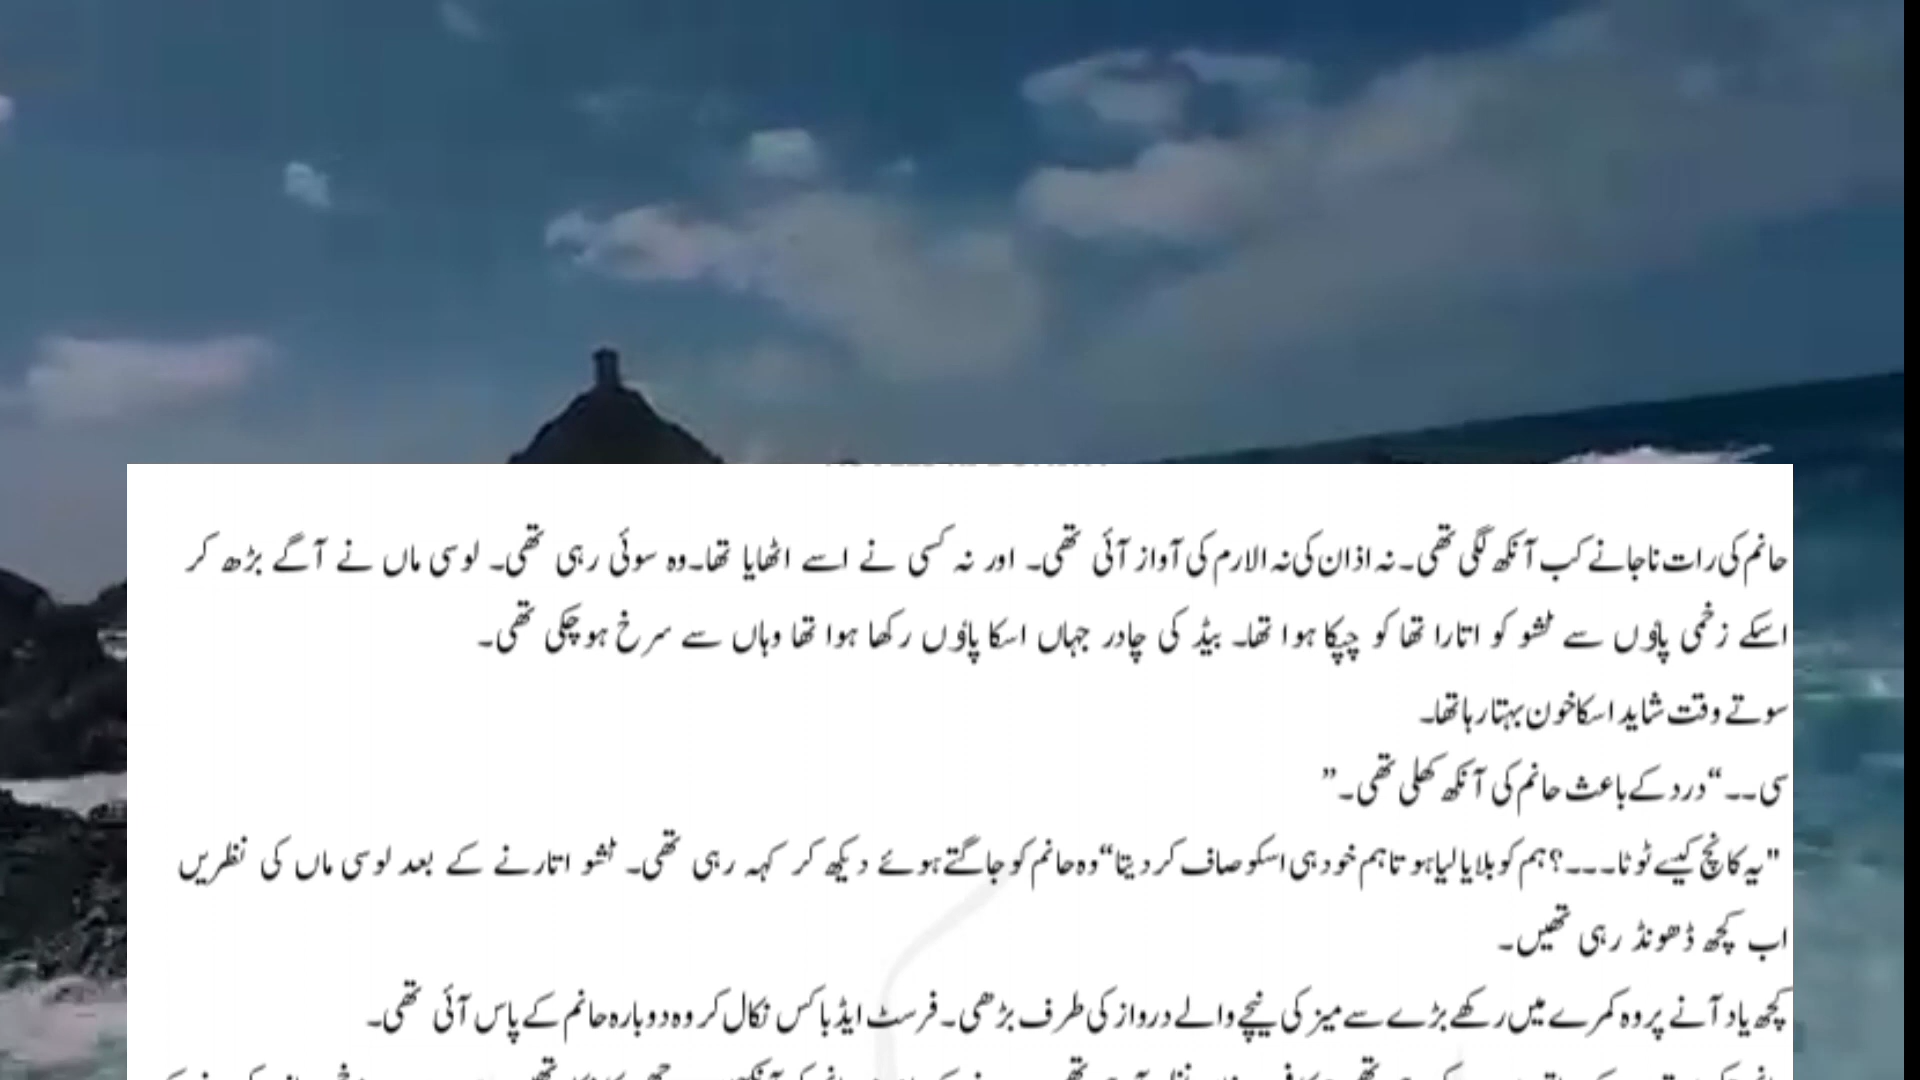 حانم کی رات ناجانے کب آنکھ لگی تھی۔ نہ اذان کی نہ الارم کی آواز آئی تھی۔ اور نہ کسی نے اسے اٹھایا تھا۔ وہ سوئی رہی تھی۔ لوسی ماں نے آگے بڑھ کر
اسکے زخمی پاؤں سے ٹشو کو اتارا تھا کو چپکا ہوا تھا۔ بیڈ کی چادر جہاں اسکا پاؤں رکھا ہوا تھا وہاں سے سرخ ہو چکی تھی۔
سوتے وقت شاید اسکا خون بہتا رہا تھا۔
سی۔۔“ درد کے باعث حانم کی آنکھ کھلی تھی۔”
"یہ کانچ کیسے ٹوٹا۔۔۔؟ ہم کو بلایا لیا ہوتا ہم خود ہی اسکو صاف کر دیتا“ وہ حانم کو جاگتے ہوئے دیکھ کر کہہ رہی تھی۔ ٹشو اتارنے کے بعد لوسی ماں کی نظریں
اب کچھ ڈھونڈ رہی تھیں۔
کچھ یاد آنے پر وہ کمرے میں رکھے بڑے سے میز کی نیچے والے درواز کی طرف بڑھی۔ فرسٹ ایڈ باکس نکال کر وہ دوبارہ حانم کے پاس آئی تھی۔